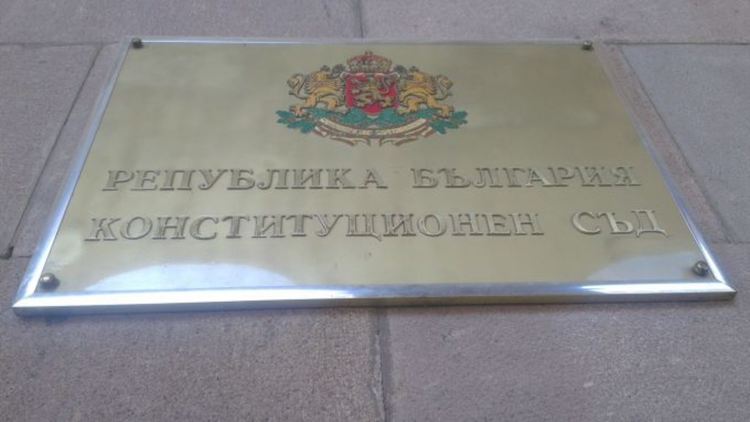 РЕПУБЛИКА БЪЛГАРИЯ
КОНСТИТУЦИОНЕН СЪД